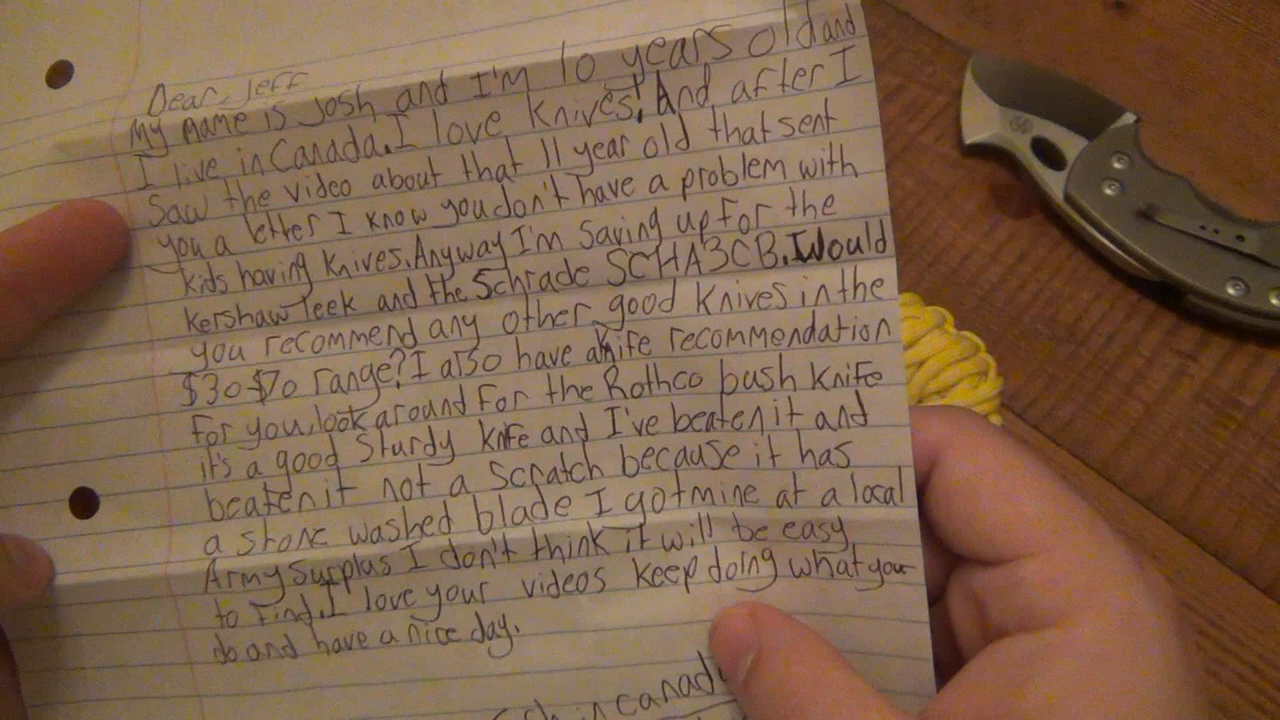 Dear, Jeff
My name is Josh and I'm 10 years old and
I live in Canada. I love knives! And after I
saw the video about that 11 year old that sent
you a letter I know you don't have a problem with
kids having knives. Anyway I'm saving up for the
kershaw leek and the Schrade SCHA3CB. I Would
you recommend any other good knives in the
$30-$70 range? I also have a knife recommendation
for you. look around for the Rothco bush knife
it's a good sturdy knife and I've beaten it and
beaten it not a scratch because it has
a stone washed blade I got mine at a local
Army Surplus I don't think it will be easy
to find. I love your videos keep doing what you
do and have a nice day.
in canada